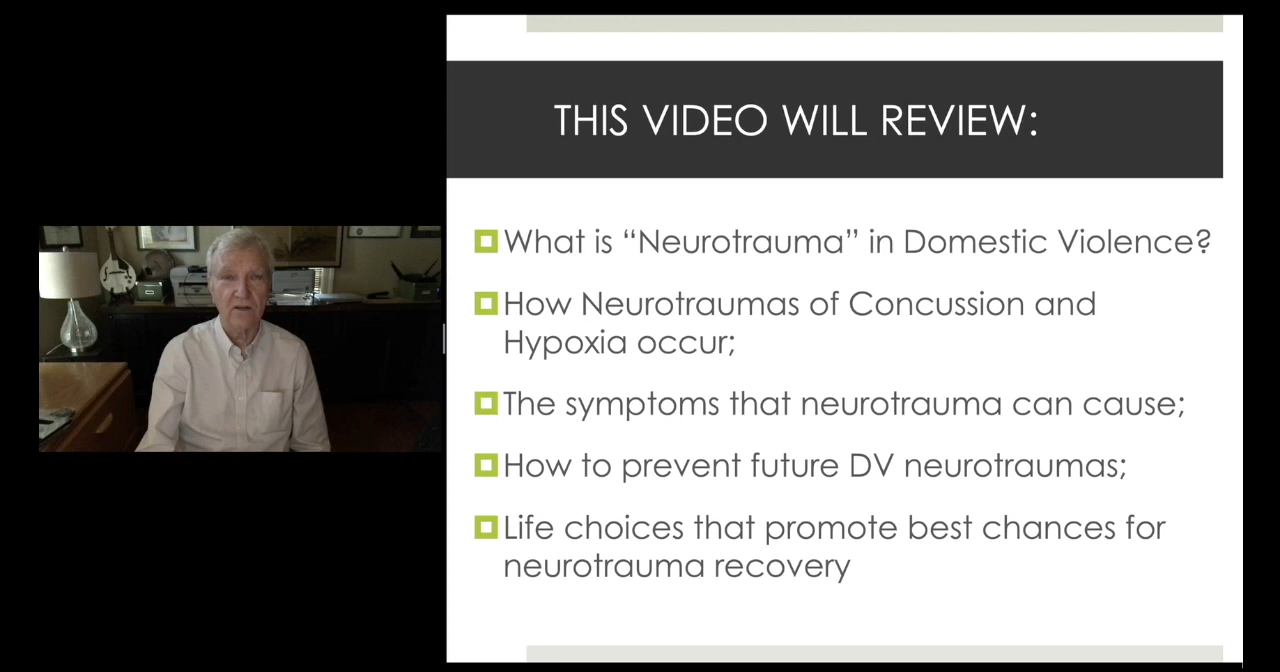 THIS VIDEO WILL REVIEW:
What is “Neurotrauma” in Domestic Violence?
How Neurotraumas of Concussion and
Hypoxia occur;
The symptoms that neurotrauma can cause;
How to prevent future DV neurotraumas;
Life choices that promote best chances for
neurotrauma recovery